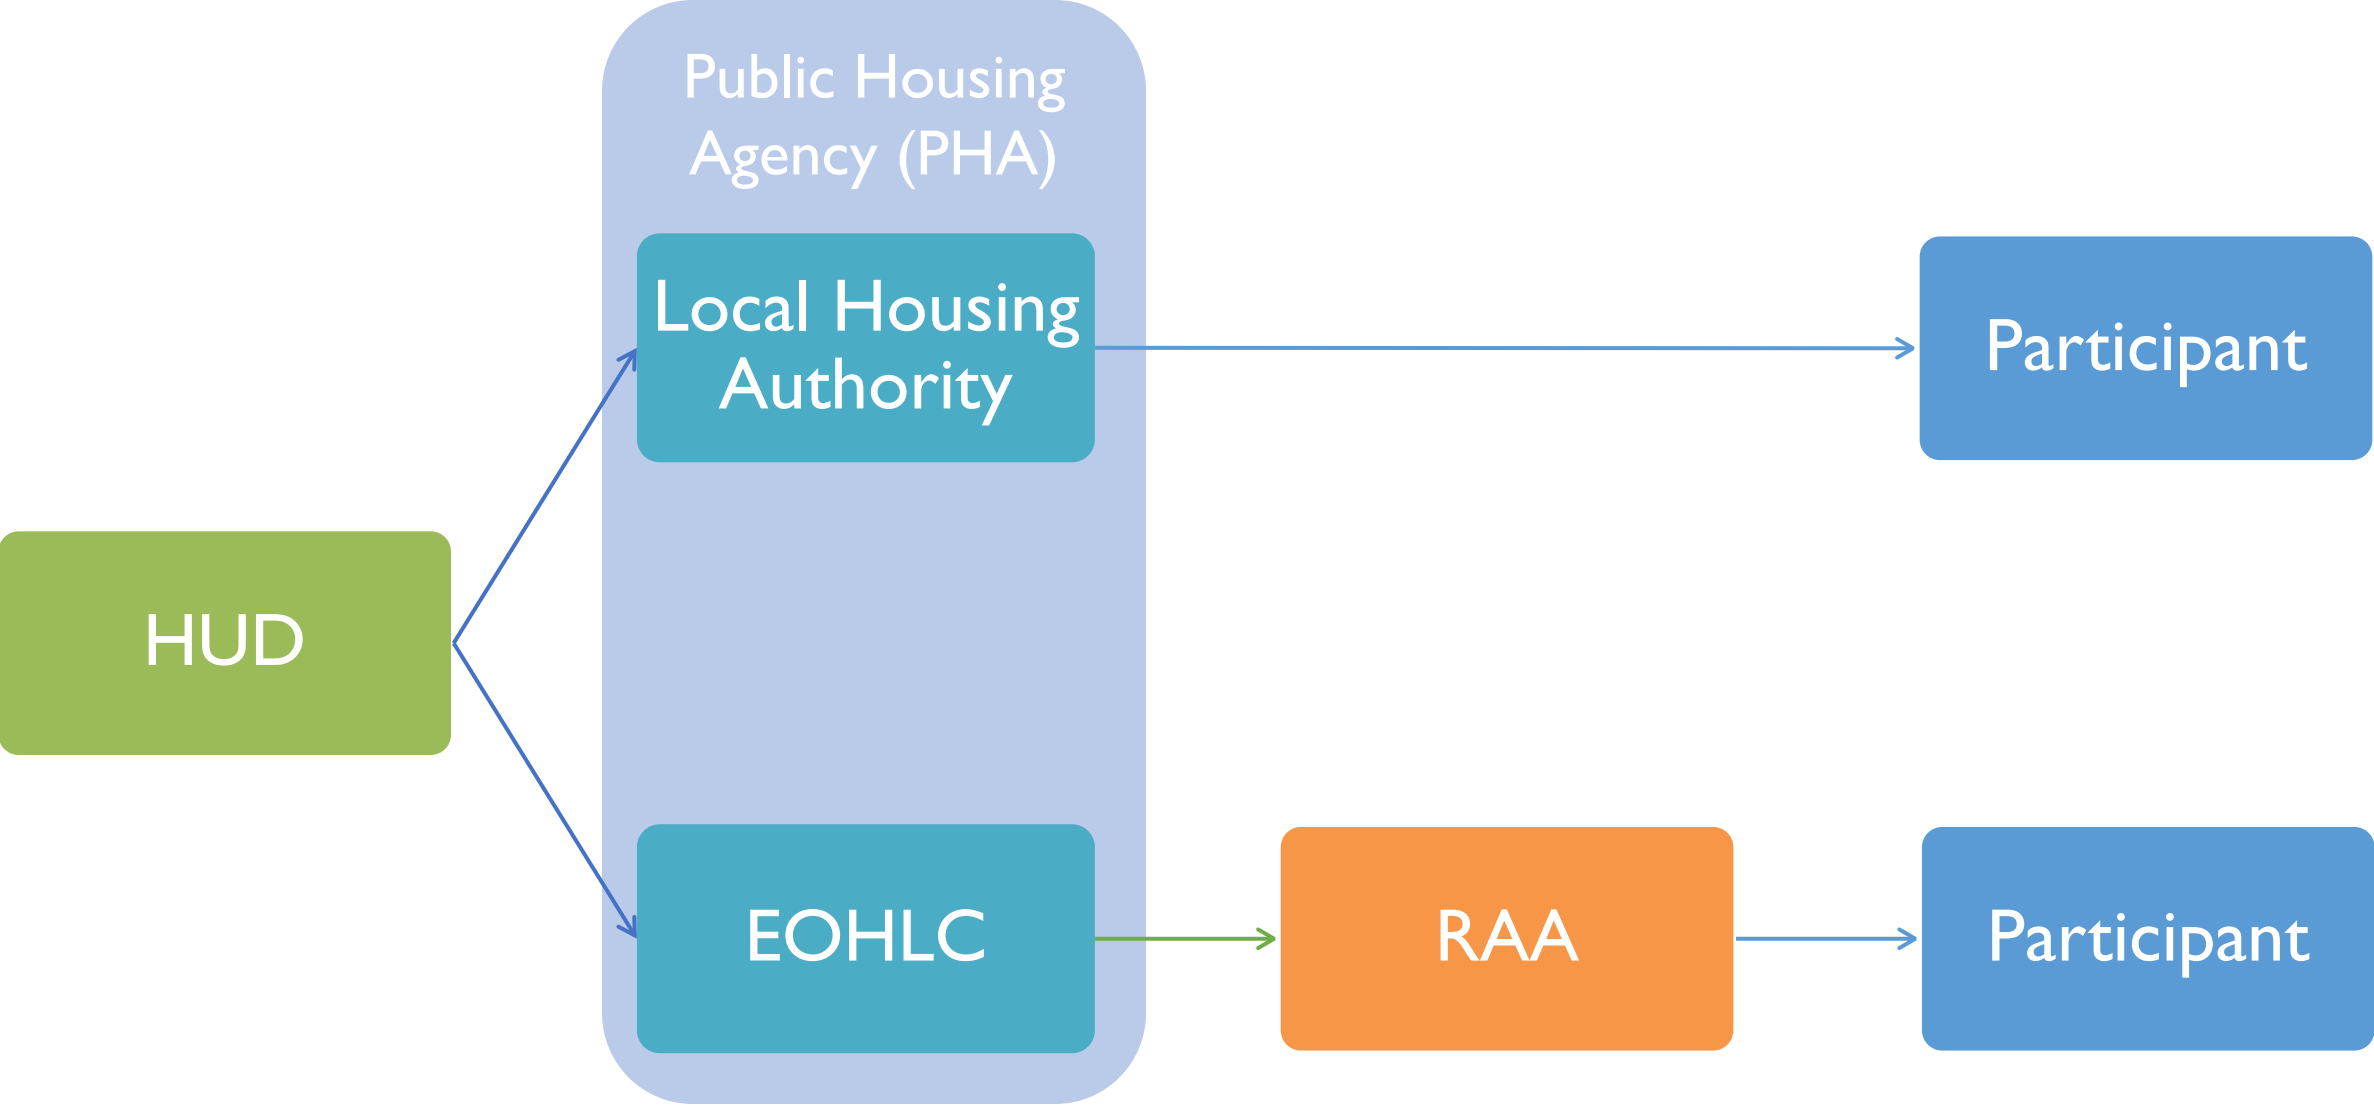 Public Housing
Agency (PHA)
Local Housing
Authority
Participant
HUD
EOHLC
RAA
Participant